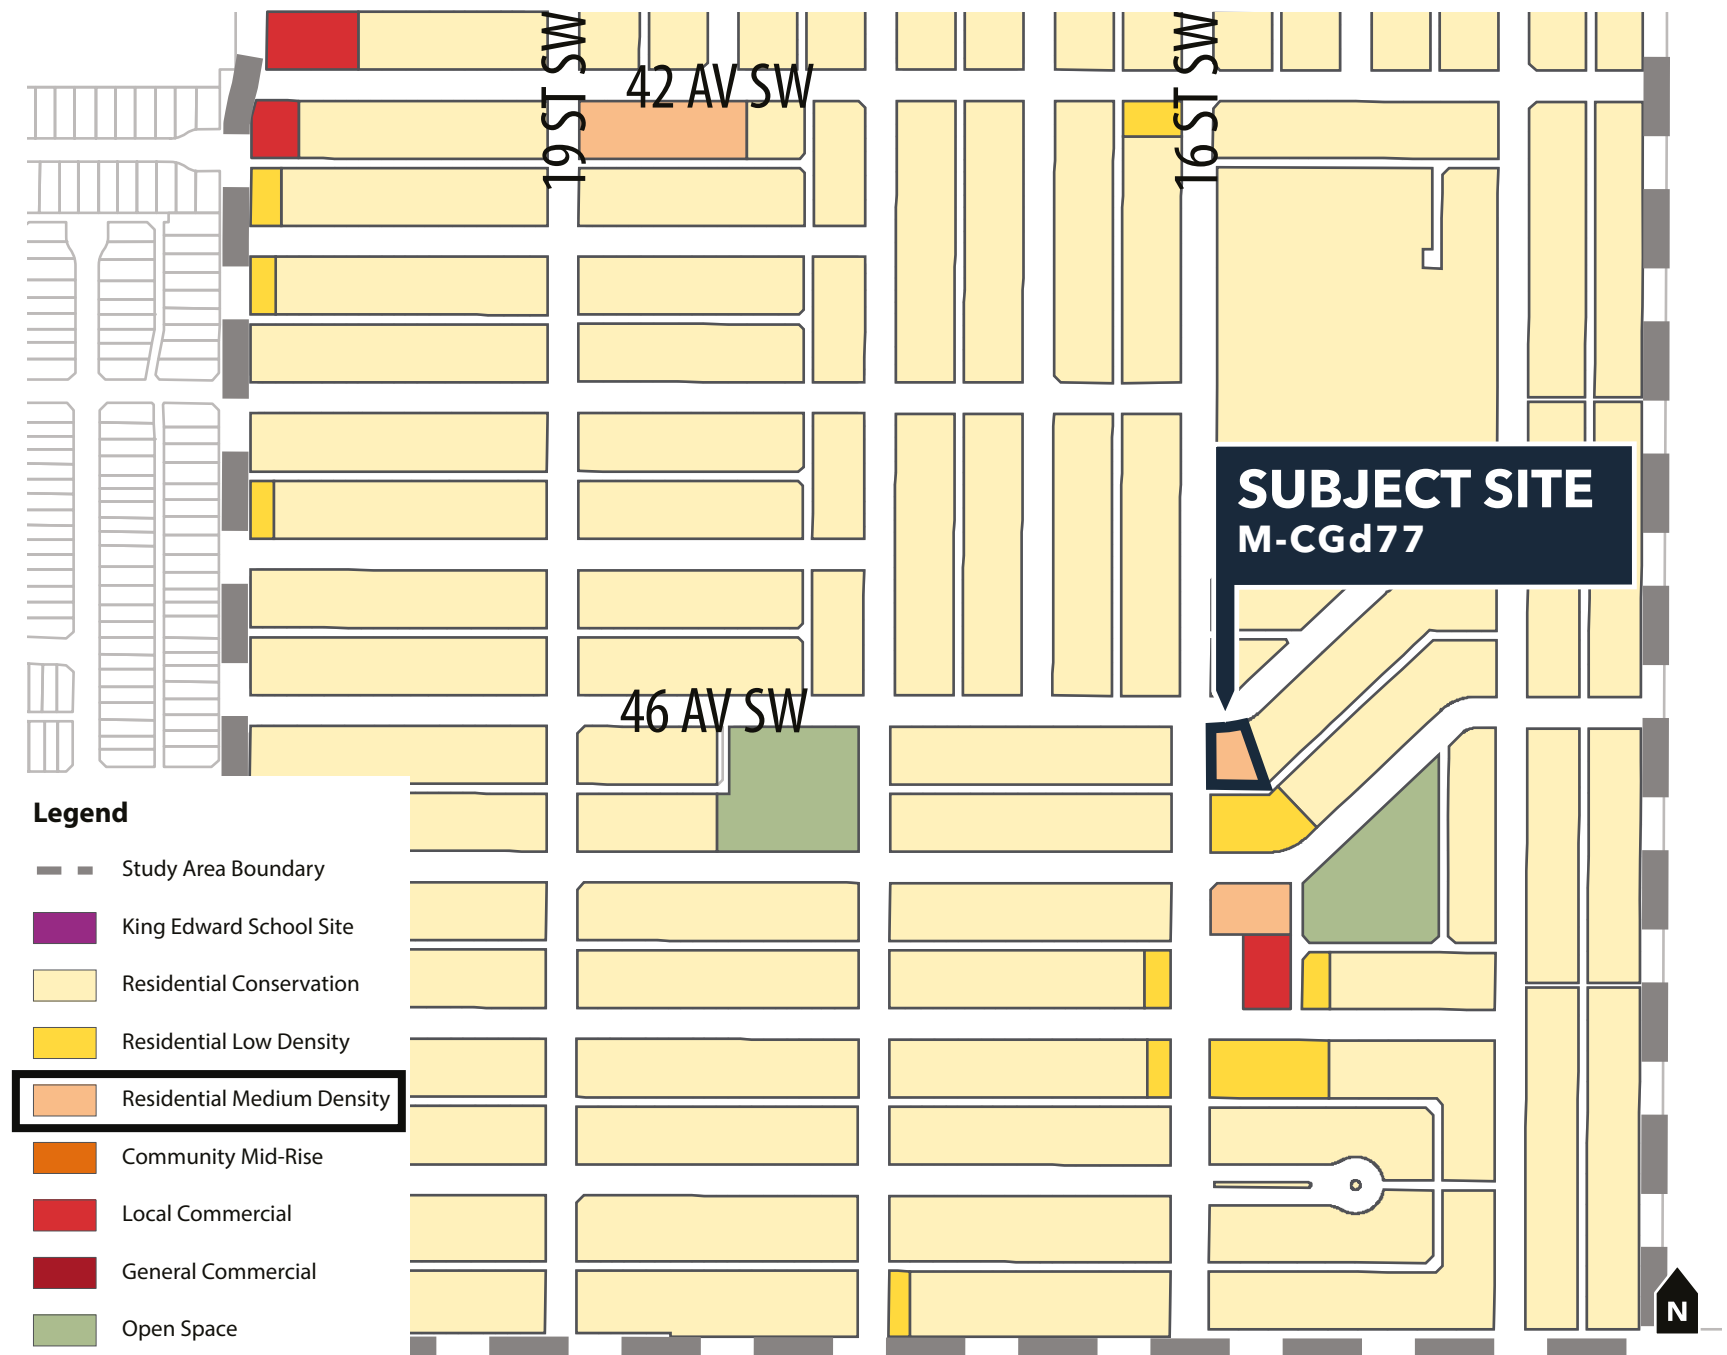 19 ST SW
42 AV SW
16 ST SW
SUBJECT SITE
M-CGd77
46 AV SW
Legend
Study Area Boundary
King Edward School Site
Residential Conservation
Residential Low Density
Residential Medium Density
Community Mid-Rise
Local Commercial
General Commercial
Open Space
N